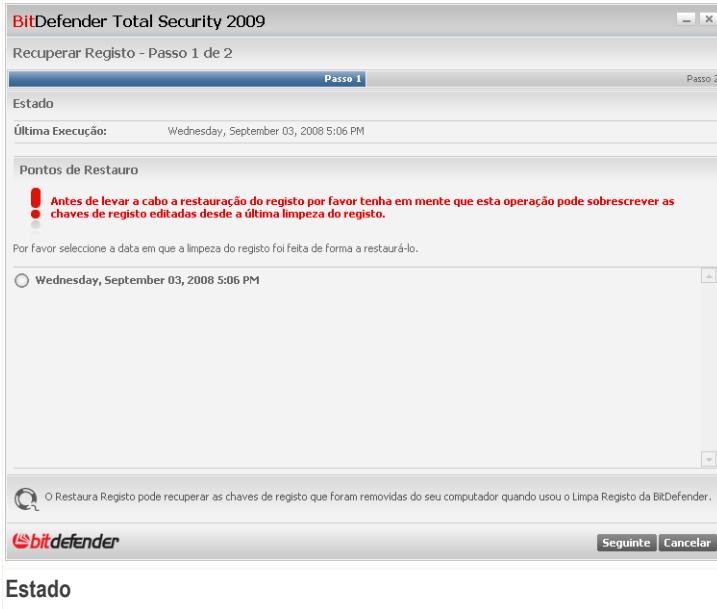 BitDefender Total Security 2009
Recuperar Registo - Passo 1 de 2
Passo 1
Passo 2
Estado
Última Execução: Wednesday, September 03, 2008 5:06 PM
Pontos de Restauro
Antes de levar a cabo a restauração do registo por favor tenha em mente que esta operação pode sobrescrever as
chaves de registo editadas desde a última limpeza do registo.
Por favor seleccione a data em que a limpeza do registo foi feita de forma a restaurá-lo.
Wednesday, September 03, 2008 5:06 PM
O Restaura Registo pode recuperar as chaves de registo que foram removidas do seu computador quando usou o Limpa Registo da BitDefender.
bitdefender
Seguinte
Cancelar
Estado